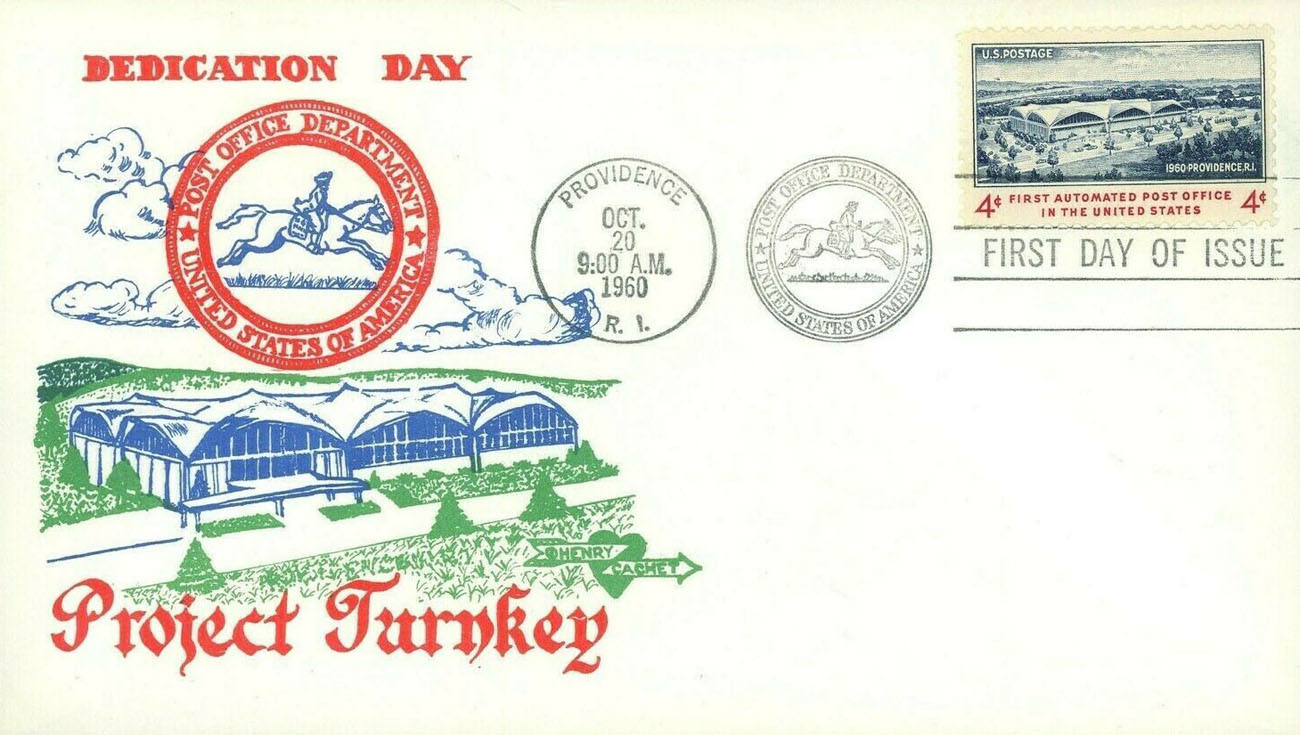 DEDICATION DAY
POST OFFICE DEPARTMENT
★ UNITED STATES OF AMERICA ★
PROVIDENCE
OCT.
20
9:00 A.M.
1960
R. I.
POST OFFICE DEPARTMENT
★ UNITED STATES OF AMERICA ★
U.S. POSTAGE
1960·PROVIDENCE, R.I.
4¢ FIRST AUTOMATED POST OFFICE 4¢
IN THE UNITED STATES
FIRST DAY OF ISSUE
HENRY
CACHET
Project Turnkey